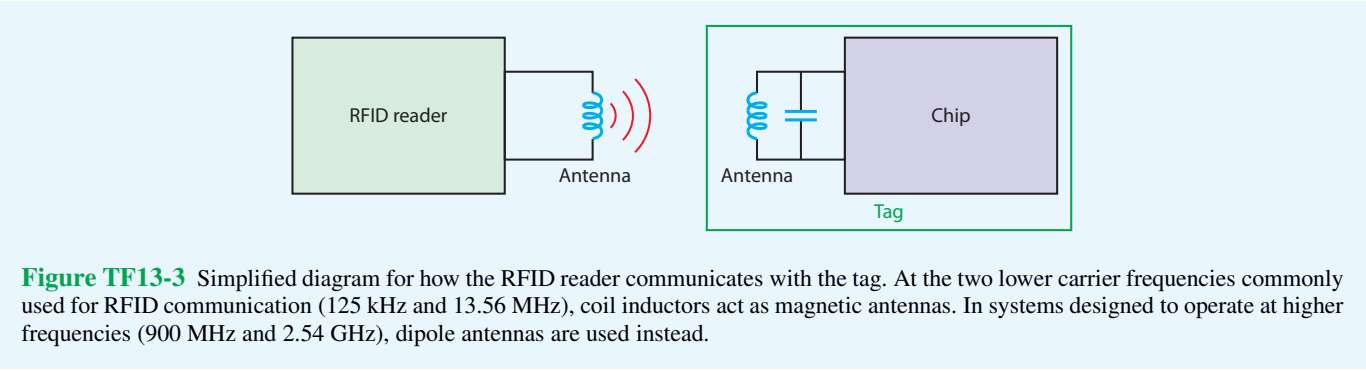 RFID reader
Antenna
Antenna
Chip
Tag
Figure TF13-3 Simplified diagram for how the RFID reader communicates with the tag. At the two lower carrier frequencies commonly
used for RFID communication (125 kHz and 13.56 MHz), coil inductors act as magnetic antennas. In systems designed to operate at higher
frequencies (900 MHz and 2.54 GHz), dipole antennas are used instead.